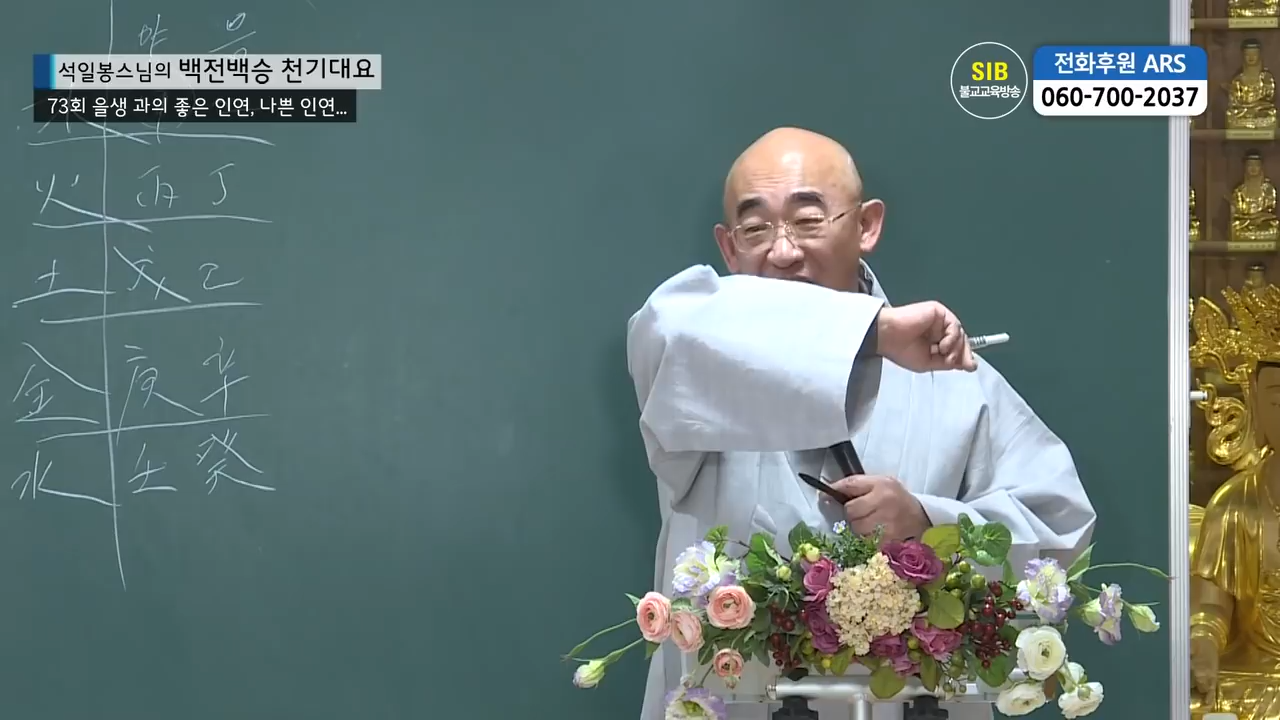 양 음
석일봉스님의 백전백승 천기대요
73회 을생 과의 좋은 인연, 나쁜 인연...
SIB
불교교육방송
전화후원 ARS
060-700-2037
火 丙 丁
土 戊 己
金 庚 辛
水 壬 癸